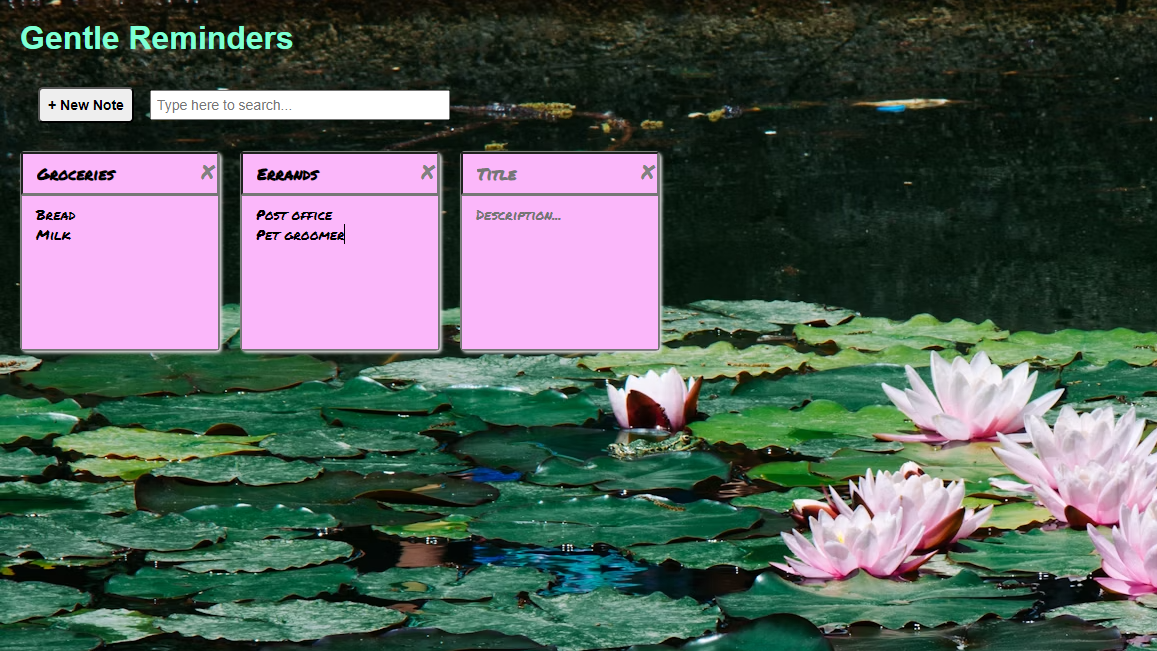 Gentle Reminders
+ New Note
Type here to search...
Groceries x
Errands x
Title x
Bread
Milk
Post office
Pet groomer
Description...